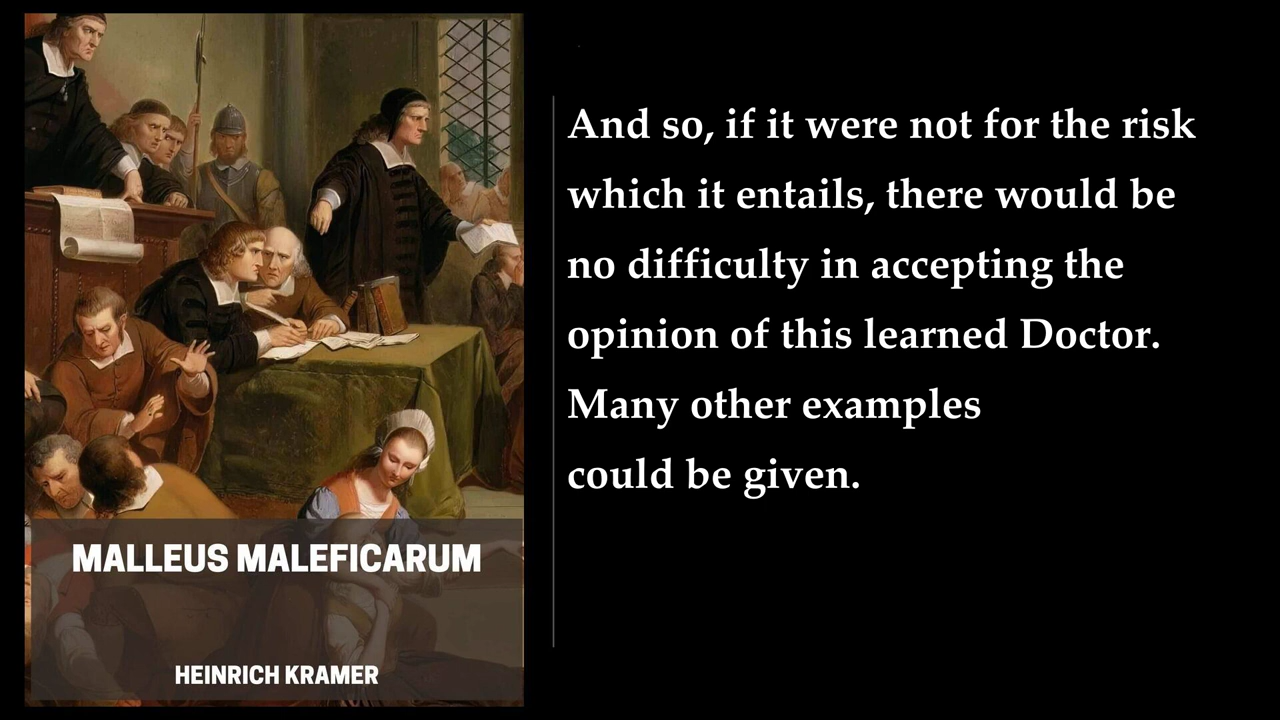 And so, if it were not for the risk
which it entails, there would be
no difficulty in accepting the
opinion of this learned Doctor.
Many other examples
could be given.
MALLEUS MALEFICARUM
HEINRICH KRAMER